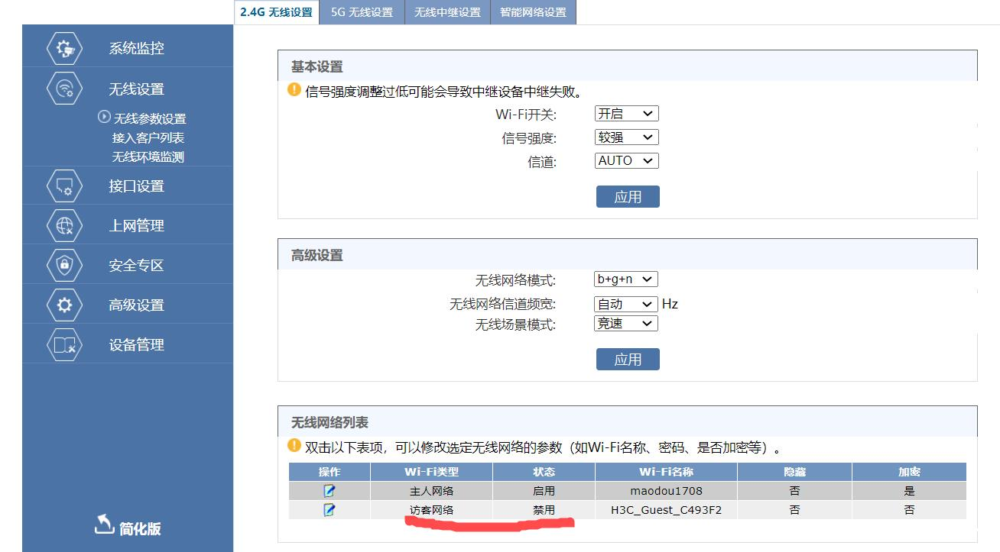 2.4G 无线设置 5G 无线设置 无线中继设置 智能网络设置
系统监控
无线设置
无线参数设置
接入客户列表
无线环境监测
接口设置
上网管理
安全专区
高级设置
设备管理
简化版
基本设置
信号强度调整过低可能会导致中继设备中继失败。
Wi-Fi开关: 开启
信号强度: 较强
信道: AUTO
应用
高级设置
无线网络模式: b+g+n
无线网络信道频宽: 自动 Hz
无线场景模式: 竞速
应用
无线网络列表
双击以下表项，可以修改选定无线网络的参数（如Wi-Fi名称、密码、是否加密等）。
操作 Wi-Fi类型 状态 Wi-Fi名称 隐藏 加密
主人网络 启用 maodou1708 否 是
访客网络 禁用 H3C_Guest_C493F2 否 否